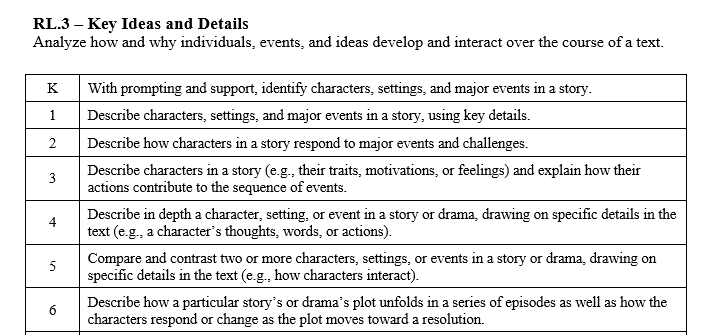 RL.3 – Key Ideas and Details
Analyze how and why individuals, events, and ideas develop and interact over the course of a text.
K With prompting and support, identify characters, settings, and major events in a story.
1 Describe characters, settings, and major events in a story, using key details.
2 Describe how characters in a story respond to major events and challenges.
3 Describe characters in a story (e.g., their traits, motivations, or feelings) and explain how their
actions contribute to the sequence of events.
4 Describe in depth a character, setting, or event in a story or drama, drawing on specific details in the
text (e.g., a character’s thoughts, words, or actions).
5 Compare and contrast two or more characters, settings, or events in a story or drama, drawing on
specific details in the text (e.g., how characters interact).
6 Describe how a particular story’s or drama’s plot unfolds in a series of episodes as well as how the
characters respond or change as the plot moves toward a resolution.